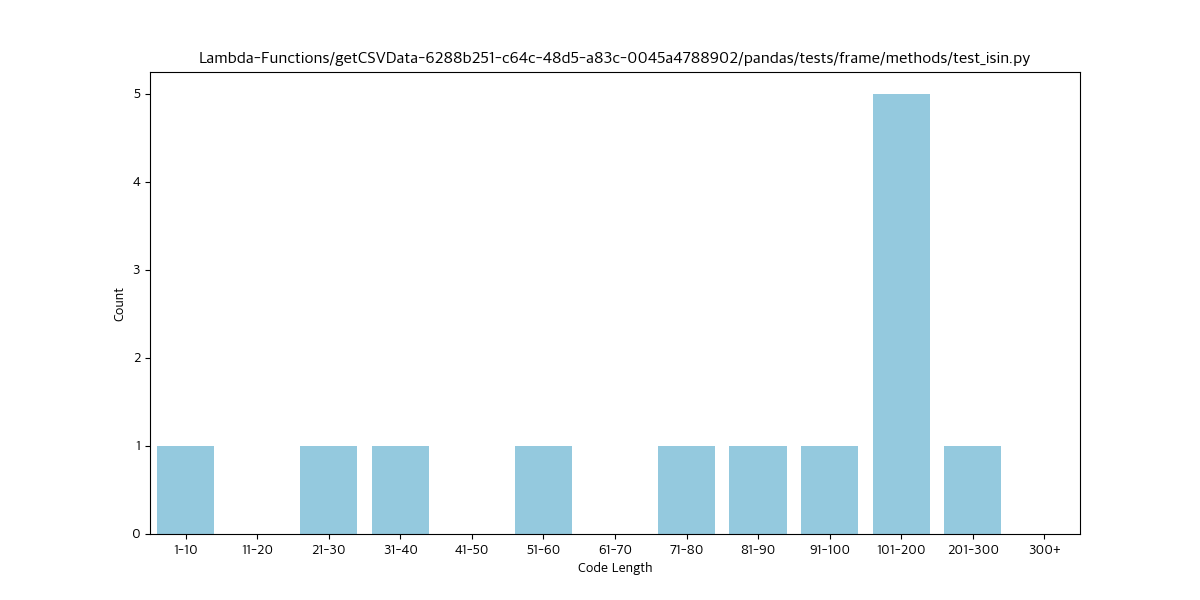 Lambda-Functions/getCSVData-6288b251-c64c-48d5-a83c-0045a4788902/pandas/tests/frame/methods/test_isin.py
5
4
3
2
1
0
Count
1-10 11-20 21-30 31-40 41-50 51-60 61-70 71-80 81-90 91-100 101-200 201-300 300+
Code Length